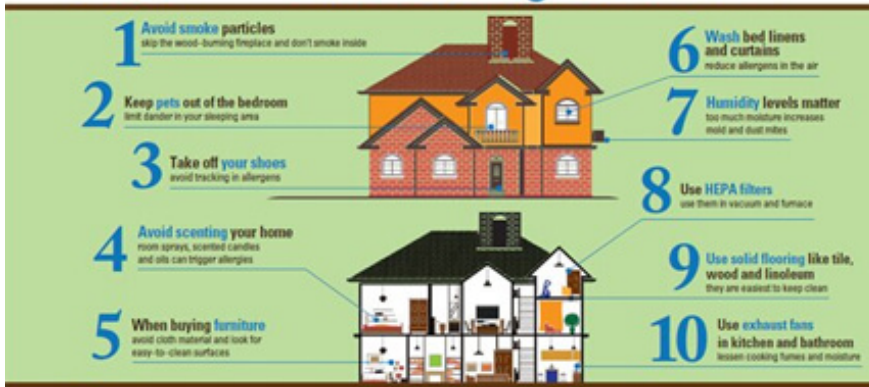 1 Avoid smoke particles
skip the wood-burning fireplace and don't smoke inside
2 Keep pets out of the bedroom
limit dander in your sleeping area
3 Take off your shoes
avoid tracking in allergens
4 Avoid scenting your home
room sprays, scented candles
and oils can trigger allergies
5 When buying furniture
avoid cloth material and look for
easy-to-clean surfaces
6 Wash bed linens
and curtains
reduce allergens in the air
7 Humidity levels matter
too much moisture increases
mold and dust mites
8 Use HEPA filters
use them in vacuum and furnace
9 Use solid flooring like tile,
wood and linoleum
they are easiest to keep clean
10 Use exhaust fans
in kitchen and bathroom
lessen cooking fumes and moisture